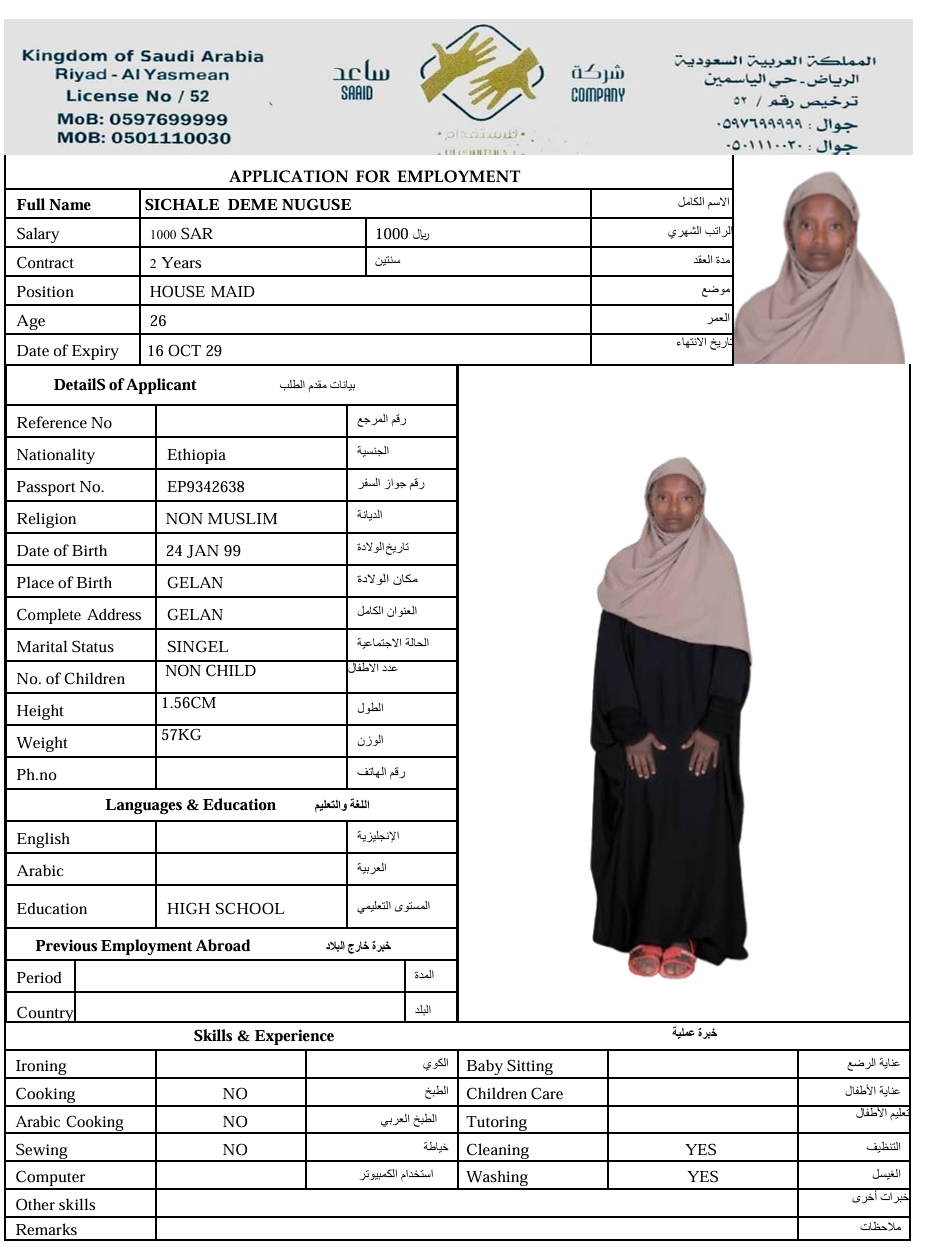 Kingdom of Saudi Arabia
Riyad - Al Yasmean
License No / 52
MoB: 0597699999
MOB: 0501110030
ساعد
SAAID
شركة
COMPANY
للاستقدام
المملكة العربية السعودية
الرياض - حي الياسمين
ترخيص رقم / ٥٢
جوال : ٠٥٩٧٦٩٩٩٩٩
جوال : ٠٥٠١١١٠٠٣٠
APPLICATION FOR EMPLOYMENT
Full Name SICHALE DEME NUGUSE الاسم الكامل
Salary 1000 SAR 1000 ريال الراتب الشهري
Contract 2 Years سنتين مدة العقد
Position HOUSE MAID موضع
Age 26 العمر
Date of Expiry 16 OCT 29 تاريخ الانتهاء
DetailS of Applicant بيانات مقدم الطلب
Reference No رقم المرجع
Nationality Ethiopia الجنسية
Passport No. EP9342638 رقم جواز السفر
Religion NON MUSLIM الديانة
Date of Birth 24 JAN 99 تاريخ الولادة
Place of Birth GELAN مكان الولادة
Complete Address GELAN العنوان الكامل
Marital Status SINGEL الحالة الاجتماعية
No. of Children NON CHILD عدد الاطفال
Height 1.56CM الطول
Weight 57KG الوزن
Ph.no رقم الهاتف
Languages & Education اللغة والتعليم
English الإنجليزية
Arabic العربية
Education HIGH SCHOOL المستوى التعليمي
Previous Employment Abroad خبرة خارج البلاد
Period المدة
Country البلد
Skills & Experience خبرة عملية
Ironing الكوي Baby Sitting عناية الرضع
Cooking NO الطبخ Children Care عناية الأطفال
Arabic Cooking NO الطبخ العربي Tutoring تعليم الأطفال
Sewing NO خياطة Cleaning YES التنظيف
Computer استخدام الكمبيوتر Washing YES الغيسل
Other skills خبرات أخرى
Remarks ملاحظات